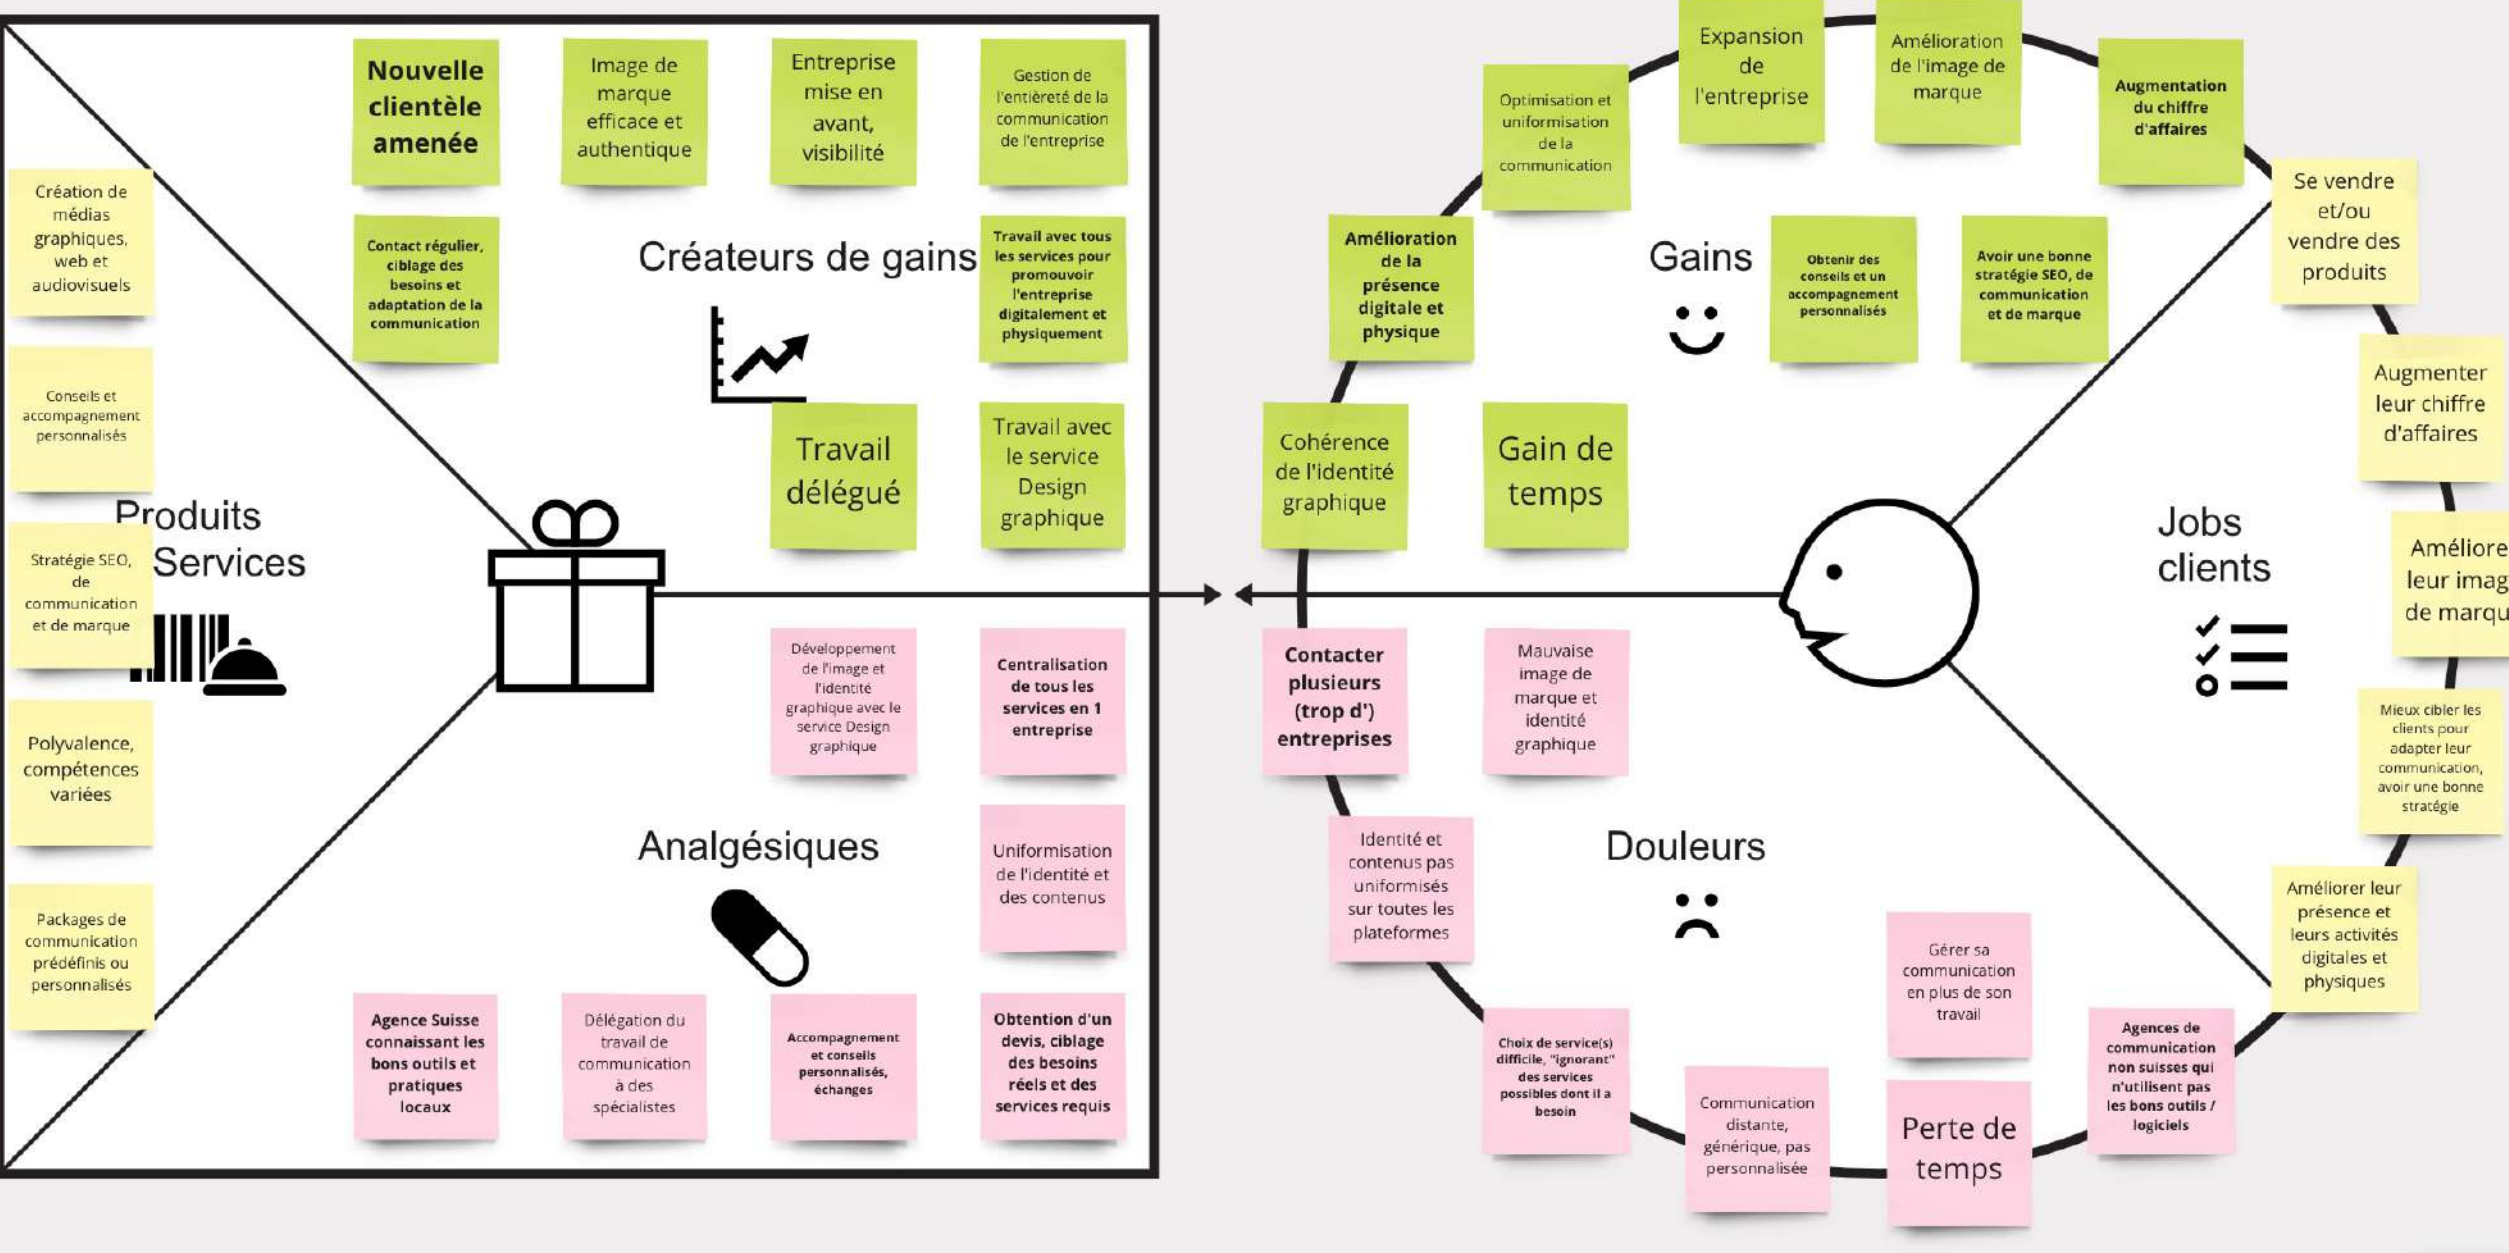 Nouvelle
clientèle
amenée
Image de
marque
efficace et
authentique
Entreprise
mise en
avant,
visibilité
Gestion de
l'entièreté de la
communication
de l'entreprise
Contact régulier,
ciblage des
besoins et
adaptation de la
communication
Créateurs de gains
Travail avec tous
les services pour
promouvoir
l'entreprise
digitalement et
physiquement
Travail
délégué
Travail avec
le service
Design
graphique
Création de
médias
graphiques,
web et
audiovisuels
Conseils et
accompagnement
personnalisés
Produits
Services
Stratégie SEO,
de
communication
et de marque
Polyvalence,
compétences
variées
Packages de
communication
prédéfinis ou
personnalisés
Développement
de l'image et
l'identité
graphique avec le
service Design
graphique
Centralisation
de tous les
services en 1
entreprise
Analgésiques
Uniformisation
de l'identité et
des contenus
Agence Suisse
connaissant les
bons outils et
pratiques
locaux
Délégation du
travail de
communication
à des
spécialistes
Accompagnement
et conseils
personnalisés,
échanges
Obtention d'un
devis, ciblage
des besoins
réels et des
services requis
Optimisation et
uniformisation
de la
communication
Expansion
de
l'entreprise
Amélioration
de l'image de
marque
Augmentation
du chiffre
d'affaires
Amélioration
de la
présence
digitale et
physique
Gains
Obtenir des
conseils et un
accompagnement
personnalisés
Avoir une bonne
stratégie SEO, de
communication
et de marque
Cohérence
de l'identité
graphique
Gain de
temps
Se vendre
et/ou
vendre des
produits
Augmenter
leur chiffre
d'affaires
Jobs
clients
Améliore
leur imag
de marqu
Mieux cibler les
clients pour
adapter leur
communication,
avoir une bonne
stratégie
Améliorer leur
présence et
leurs activités
digitales et
physiques
Contacter
plusieurs
(trop d')
entreprises
Mauvaise
image de
marque et
identité
graphique
Identité et
contenus pas
uniformisés
sur toutes les
plateformes
Douleurs
Gérer sa
communication
en plus de son
travail
Choix de service(s)
difficile, "ignorant"
des services
possibles dont il a
besoin
Communication
distante,
générique, pas
personnalisée
Perte de
temps
Agences de
communication
non suisses qui
n'utilisent pas
les bons outils /
logiciels